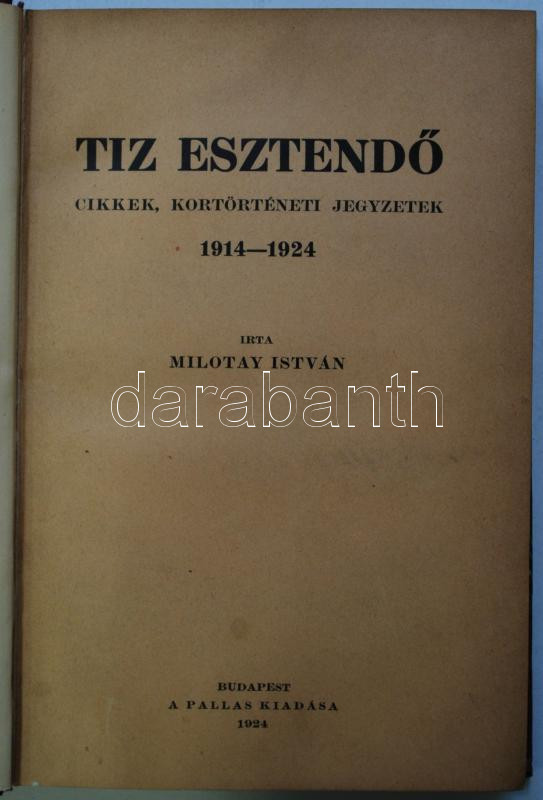 TIZ ESZTENDŐ
CIKKEK, KORTÖRTÉNETI JEGYZETEK
1914—1924
IRTA
MILOTAY ISTVÁN
darabanth
BUDAPEST
A PALLAS KIADÁSA
1924